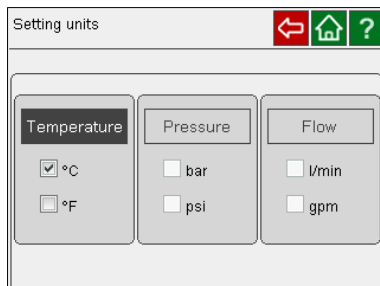 Setting units
?
Temperature
°C
°F
Pressure
bar
psi
Flow
l/min
gpm